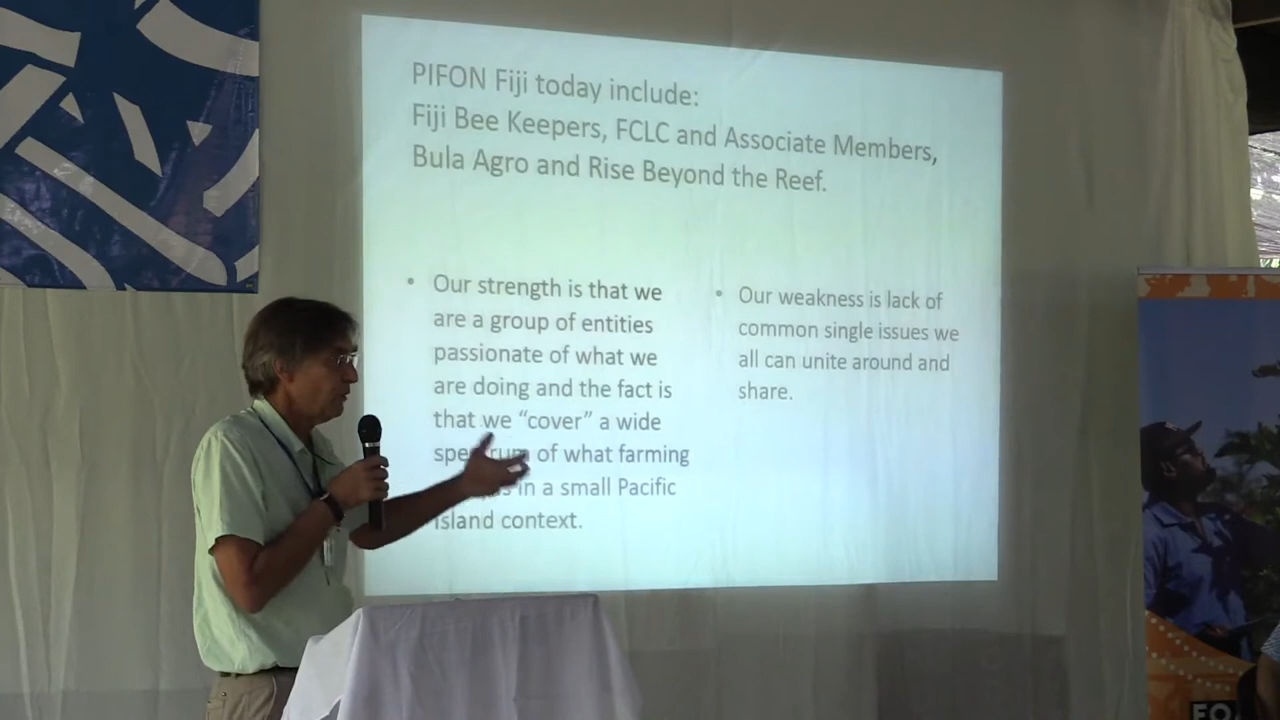 PIFON Fiji today include:
Fiji Bee Keepers, FCLC and Associate Members,
Bula Agro and Rise Beyond the Reef.
• Our strength is that we
are a group of entities
passionate of what we
are doing and the fact is
that we “cover” a wide
spectrum of what farming
in a small Pacific
Island context.
• Our weakness is lack of
common single issues we
all can unite around and
share.